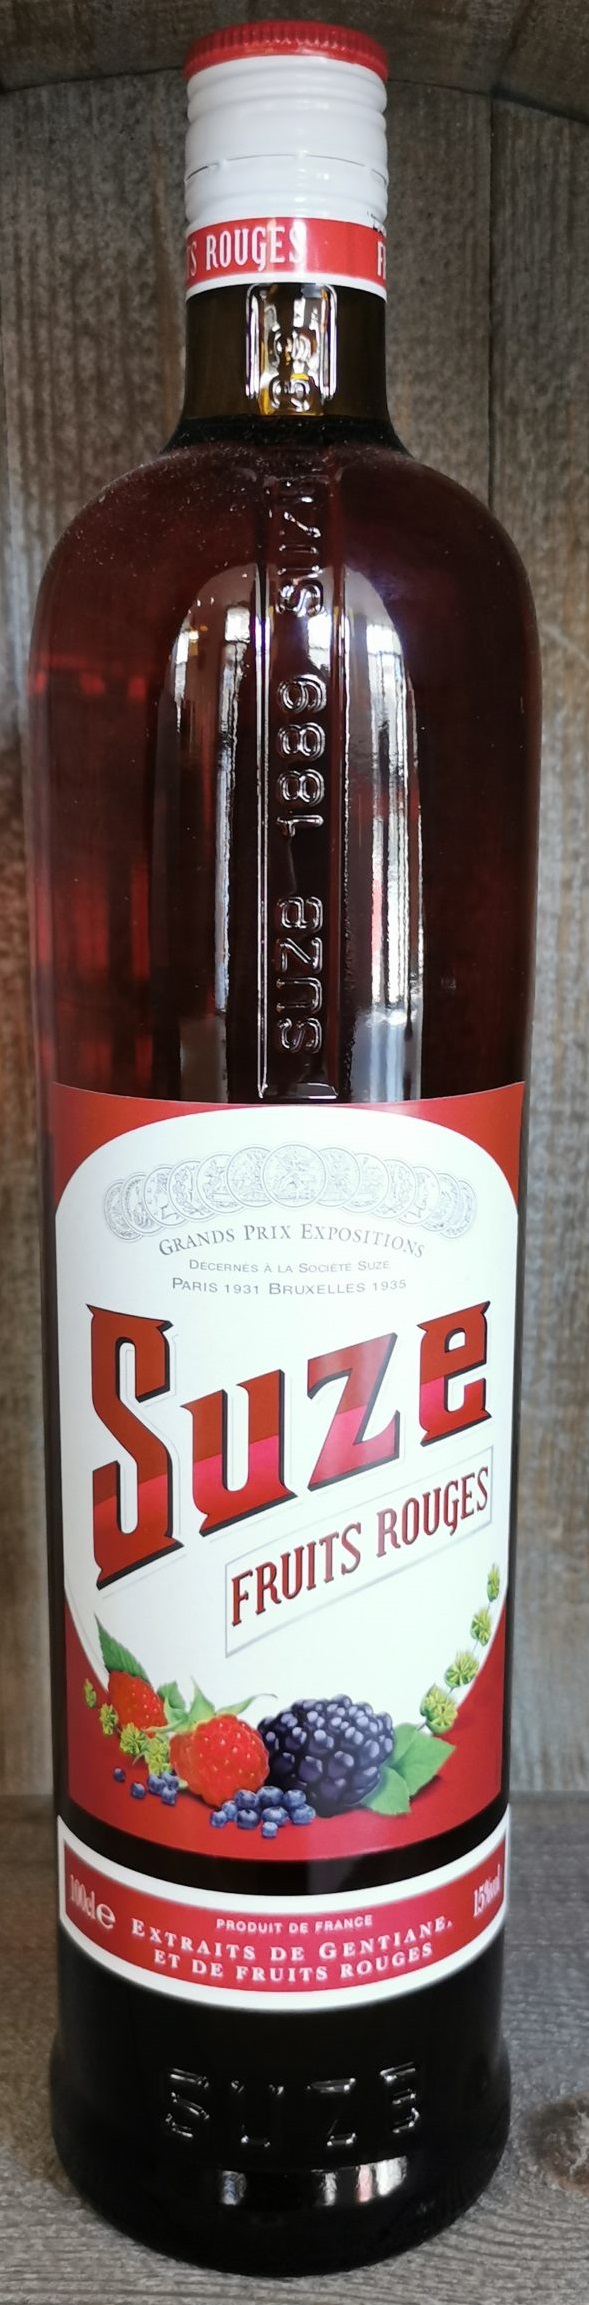 S ROUGES F
SUZE 1889 SUZE
GRANDS PRIX EXPOSITIONS
DÉCERNÉS À LA SOCIÉTÉ SUZE
PARIS 1931 BRUXELLES 1935
Suze
FRUITS ROUGES
100cl e
15%vol
PRODUIT DE FRANCE
EXTRAITS DE GENTIANE,
ET DE FRUITS ROUGES
SUZE